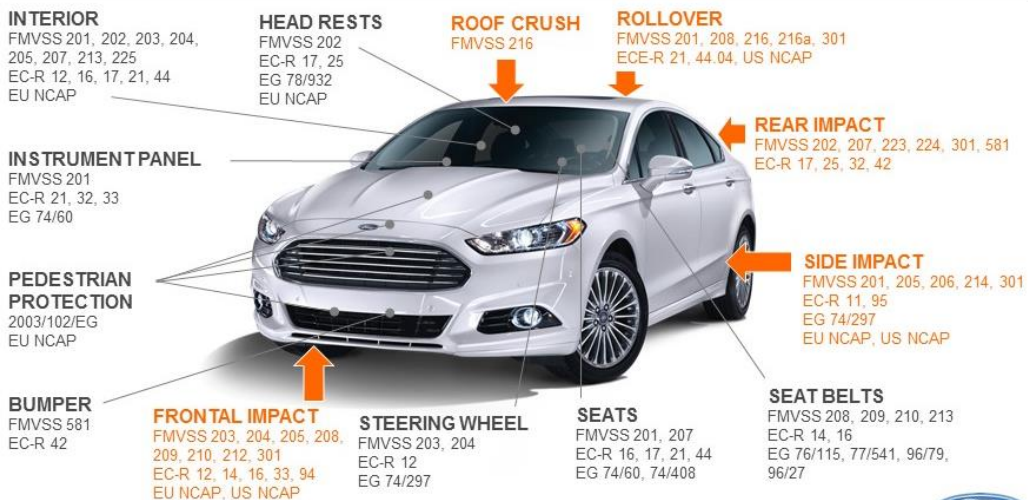 INTERIOR
FMVSS 201, 202, 203, 204,
205, 207, 213, 225
EC-R 12, 16, 17, 21, 44
EU NCAP
HEAD RESTS
FMVSS 202
EC-R 17, 25
EG 78/932
EU NCAP
ROOF CRUSH
FMVSS 216
ROLLOVER
FMVSS 201, 208, 216, 216a, 301
ECE-R 21, 44.04, US NCAP
REAR IMPACT
FMVSS 202, 207, 223, 224, 301, 581
EC-R 17, 25, 32, 42
INSTRUMENT PANEL
FMVSS 201
EC-R 21, 32, 33
EG 74/60
SIDE IMPACT
FMVSS 201, 205, 206, 214, 301
EC-R 11, 95
EG 74/297
EU NCAP, US NCAP
PEDESTRIAN
PROTECTION
2003/102/EG
EU NCAP
BUMPER
FMVSS 581
EC-R 42
FRONTAL IMPACT
FMVSS 203, 204, 205, 208,
209, 210, 212, 301
EC-R 12, 14, 16, 33, 94
EU NCAP, US NCAP
STEERING WHEEL
FMVSS 203, 204
EC-R 12
EG 74/297
SEATS
FMVSS 201, 207
EC-R 16, 17, 21, 44
EG 74/60, 74/408
SEAT BELTS
FMVSS 208, 209, 210, 213
EC-R 14, 16
EG 76/115, 77/541, 96/79,
96/27